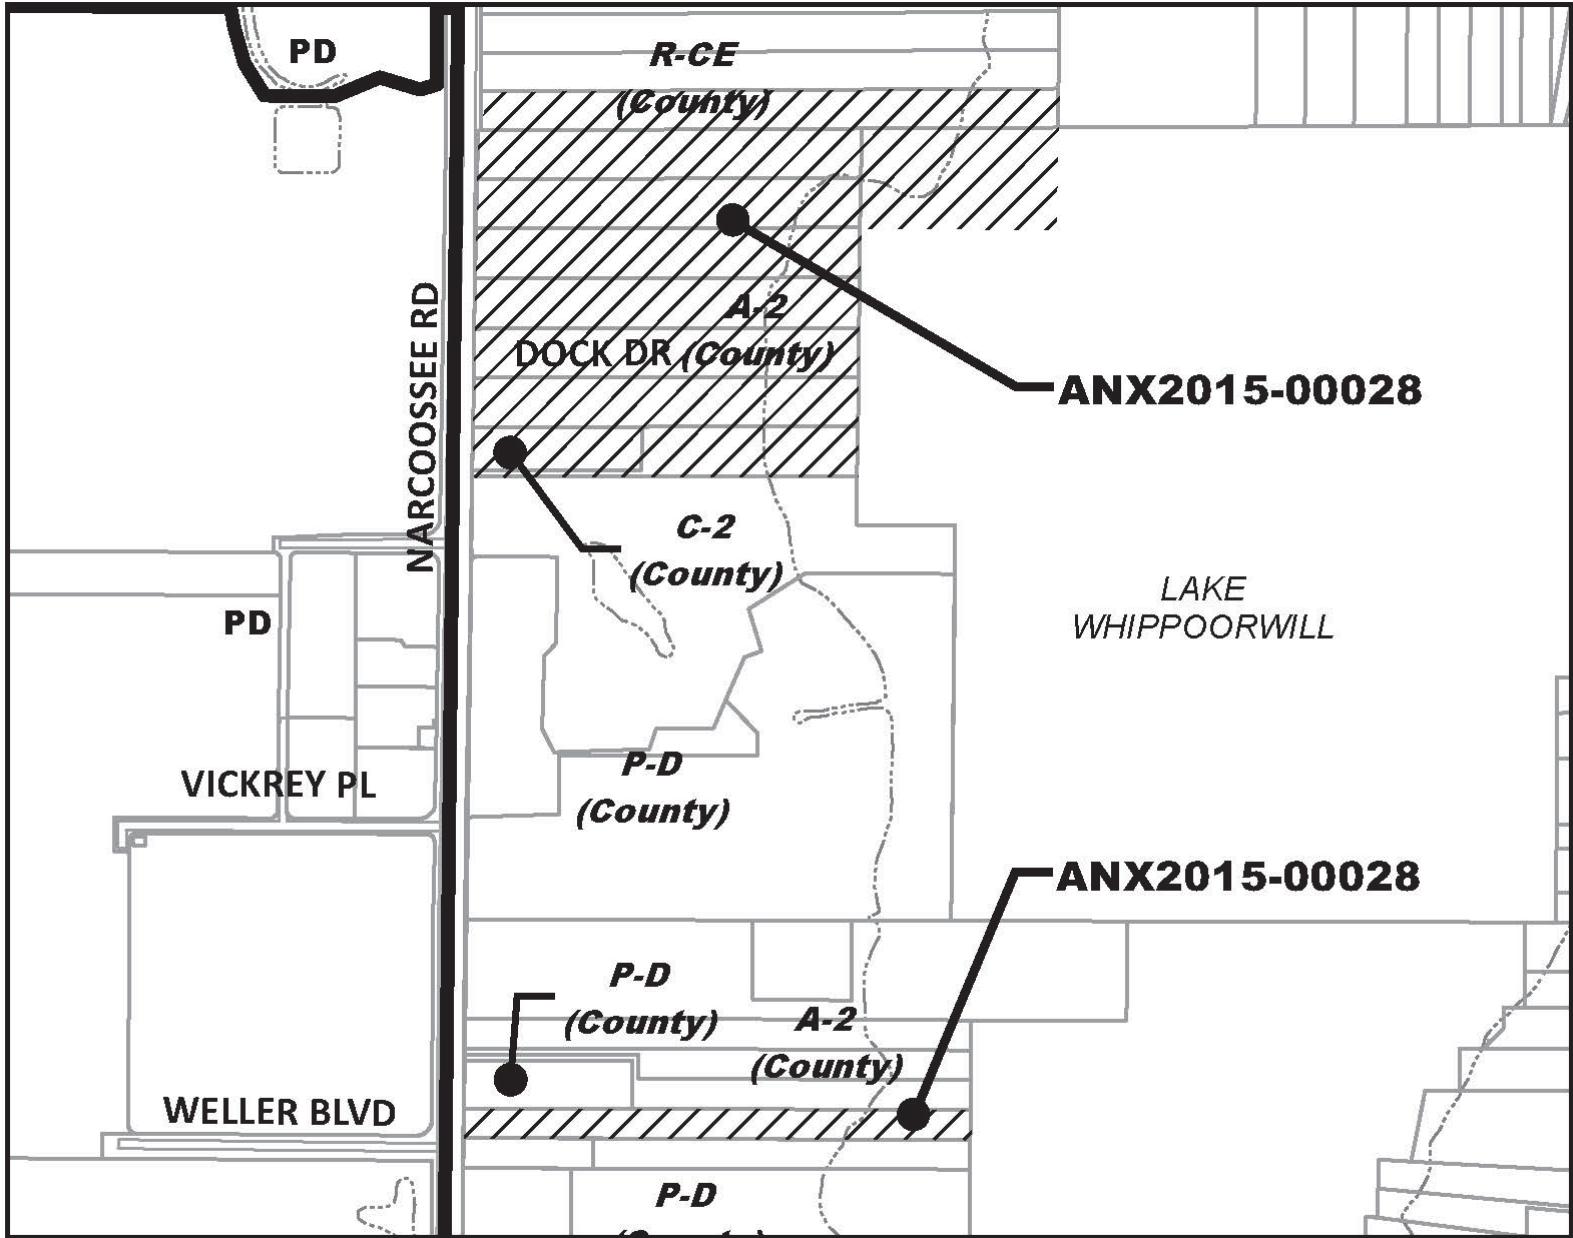 PD
R-CE
(County)
NARCOOSSEE RD
A-2
(County)
DOCK DR
ANX2015-00028
C-2
(County)
LAKE
WHIPPOORWILL
PD
P-D
(County)
VICKREY PL
ANX2015-00028
P-D
(County)
A-2
(County)
WELLER BLVD
P-D